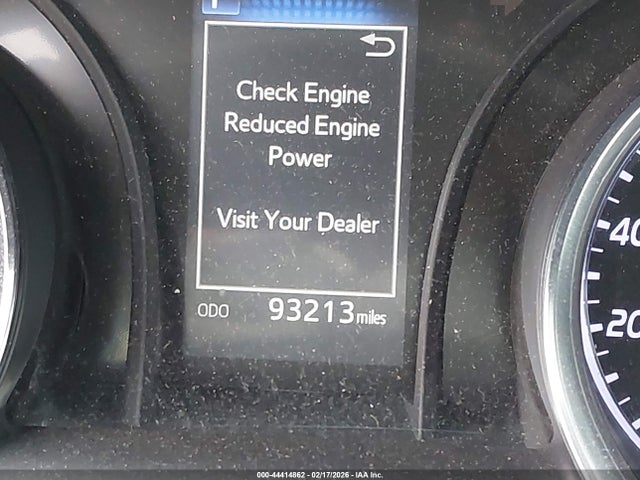 Check Engine
Reduced Engine
Power
Visit Your Dealer
ODO 93213 miles
40
20
000-44414862 - 02/17/2026 - IAA Inc.